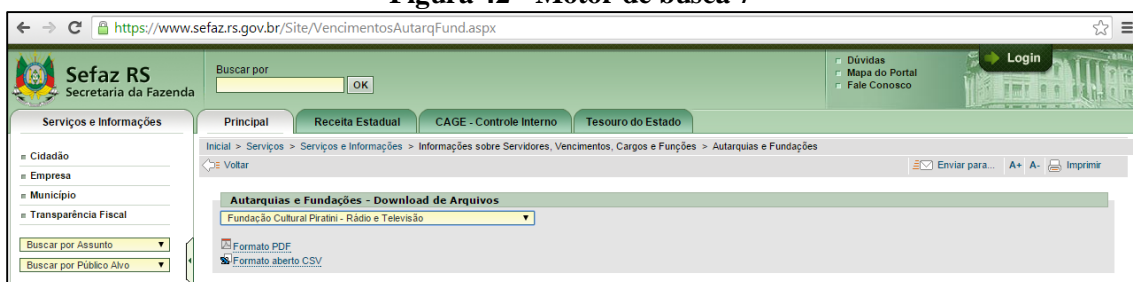 Figura 42 - Motor de busca 7
https://www.sefaz.rs.gov.br/Site/VencimentosAutarqFund.aspx
Sefaz RS
Secretaria da Fazenda
Buscar por
OK
Dúvidas
Mapa do Portal
Fale Conosco
Login
Serviços e Informações
Principal
Receita Estadual
CAGE - Controle Interno
Tesouro do Estado
Inicial > Serviços > Serviços e Informações > Informações sobre Servidores, Vencimentos, Cargos e Funções > Autarquias e Fundações
Voltar
Enviar para... A+ A- Imprimir
Cidadão
Empresa
Município
Transparência Fiscal
Buscar por Assunto
Buscar por Público Alvo
Autarquias e Fundações - Download de Arquivos
Fundação Cultural Piratini - Rádio e Televisão
Formato PDF
Formato aberto CSV